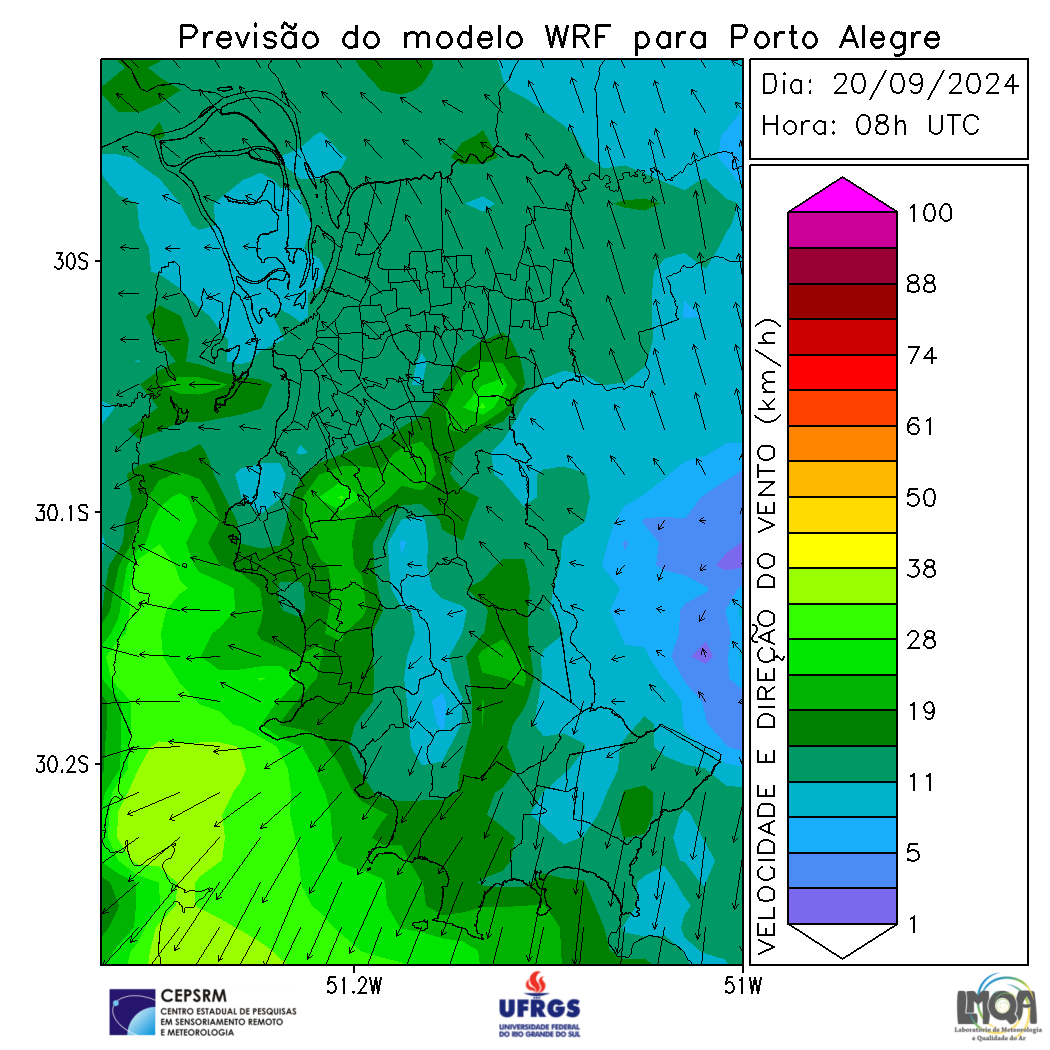 Previsão do modelo WRF para Porto Alegre
Dia: 20/09/2024
Hora: 08h UTC
30S
30.1S
30.2S
51.2W
51W
VELOCIDADE E DIREÇÃO DO VENTO (km/h)
100
88
74
61
50
38
28
19
11
5
1
CEPSRM
CENTRO ESTADUAL DE PESQUISAS
EM SENSORIAMENTO REMOTO
E METEOROLOGIA
UFRGS
UNIVERSIDADE FEDERAL
DO RIO GRANDE DO SUL
LMQA
Laboratório de Meteorologia
e Qualidade do Ar